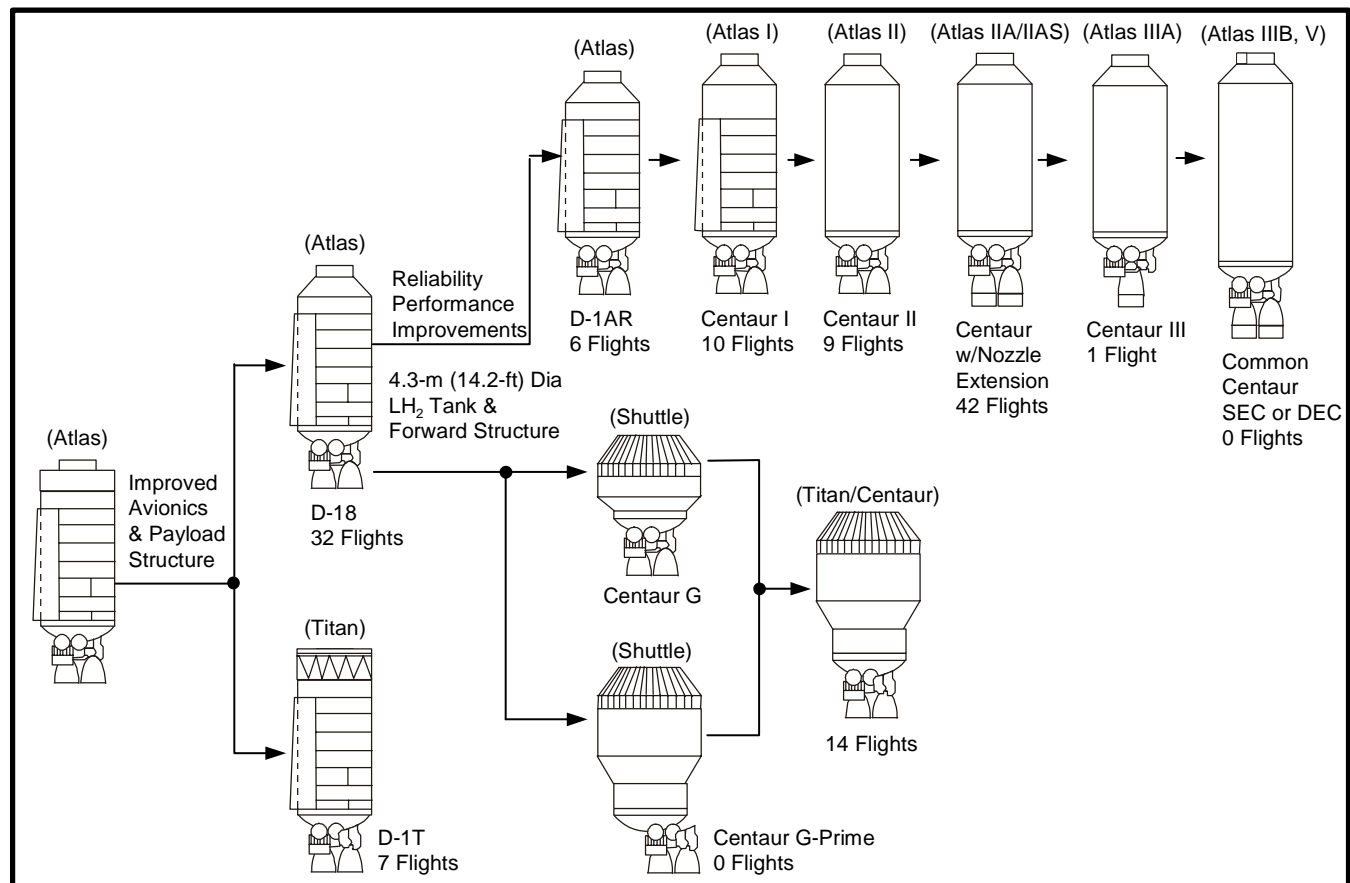 (Atlas)
(Atlas I)
(Atlas II)
(Atlas IIA/IIAS)
(Atlas IIIA)
(Atlas IIIB, V)
D-1AR
6 Flights
Centaur I
10 Flights
Centaur II
9 Flights
Centaur
w/Nozzle
Extension
42 Flights
Centaur III
1 Flight
Common
Centaur
SEC or DEC
0 Flights
(Atlas)
Reliability
Performance
Improvements
4.3-m (14.2-ft) Dia
LH₂ Tank &
Forward Structure
D-18
32 Flights
(Atlas)
Improved
Avionics
& Payload
Structure
(Shuttle)
Centaur G
(Titan/Centaur)
14 Flights
(Titan)
D-1T
7 Flights
(Shuttle)
Centaur G-Prime
0 Flights